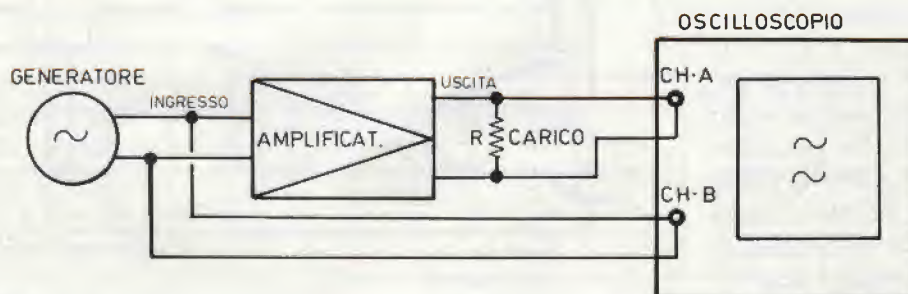 OSCILLOSCOPIO
GENERATORE
INGRESSO
AMPLIFICAT.
USCITA
R CARICO
CH-A
CH-B